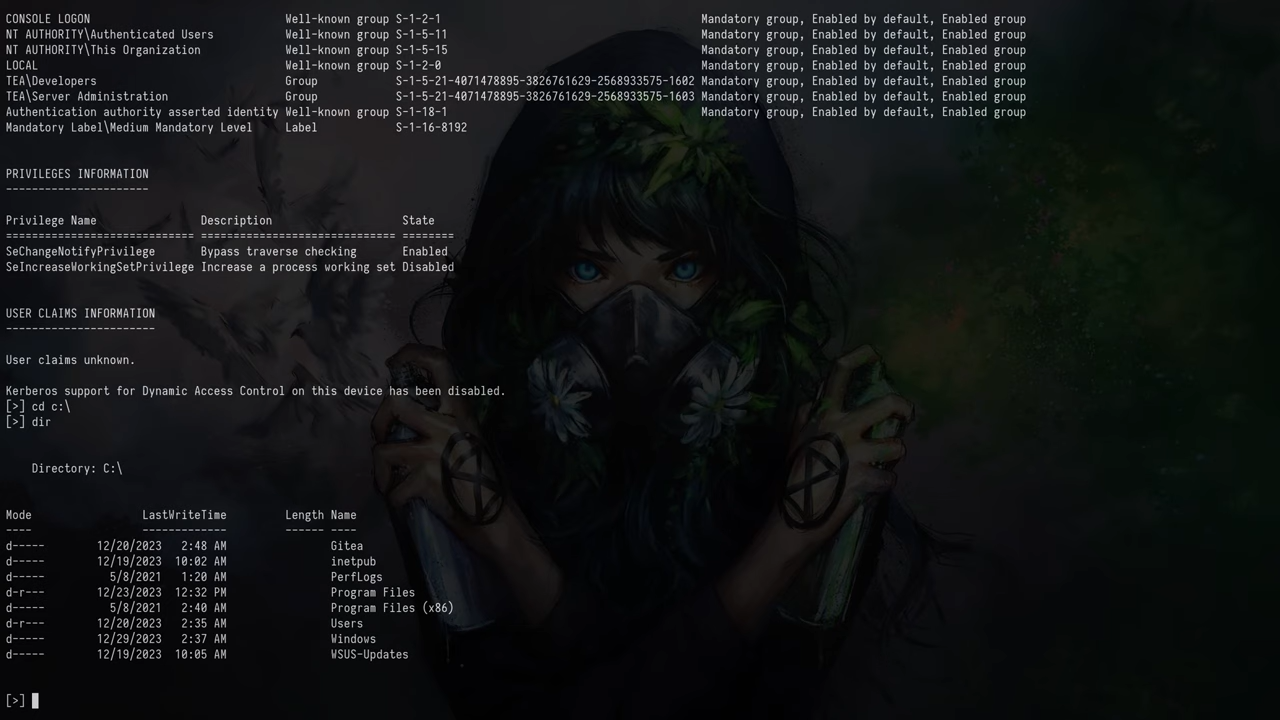 CONSOLE LOGON                              Well-known group S-1-2-1                                        Mandatory group, Enabled by default, Enabled group
NT AUTHORITY\Authenticated Users           Well-known group S-1-5-11                                       Mandatory group, Enabled by default, Enabled group
NT AUTHORITY\This Organization             Well-known group S-1-5-15                                       Mandatory group, Enabled by default, Enabled group
LOCAL                                      Well-known group S-1-2-0                                        Mandatory group, Enabled by default, Enabled group
TEA\Developers                             Group            S-1-5-21-4071478895-3826761629-2568933575-1602 Mandatory group, Enabled by default, Enabled group
TEA\Server Administration                  Group            S-1-5-21-4071478895-3826761629-2568933575-1603 Mandatory group, Enabled by default, Enabled group
Authentication authority asserted identity Well-known group S-1-18-1                                       Mandatory group, Enabled by default, Enabled group
Mandatory Label\Medium Mandatory Level     Label            S-1-16-8192
PRIVILEGES INFORMATION
----------------------
Privilege Name                Description                    State
============================= ============================== ========
SeChangeNotifyPrivilege       Bypass traverse checking       Enabled
SeIncreaseWorkingSetPrivilege Increase a process working set Disabled
USER CLAIMS INFORMATION
-----------------------
User claims unknown.
Kerberos support for Dynamic Access Control on this device has been disabled.
[>] cd c:\
[>] dir
    Directory: C:\
Mode                 LastWriteTime         Length Name
----                 -------------         ------ ----
d-----        12/20/2023   2:48 AM                Gitea
d-----        12/19/2023  10:02 AM                inetpub
d-----          5/8/2021   1:20 AM                PerfLogs
d-r---        12/23/2023  12:32 PM                Program Files
d-----          5/8/2021   2:40 AM                Program Files (x86)
d-r---        12/20/2023   2:35 AM                Users
d-----        12/29/2023   2:37 AM                Windows
d-----        12/19/2023  10:05 AM                WSUS-Updates
[>]